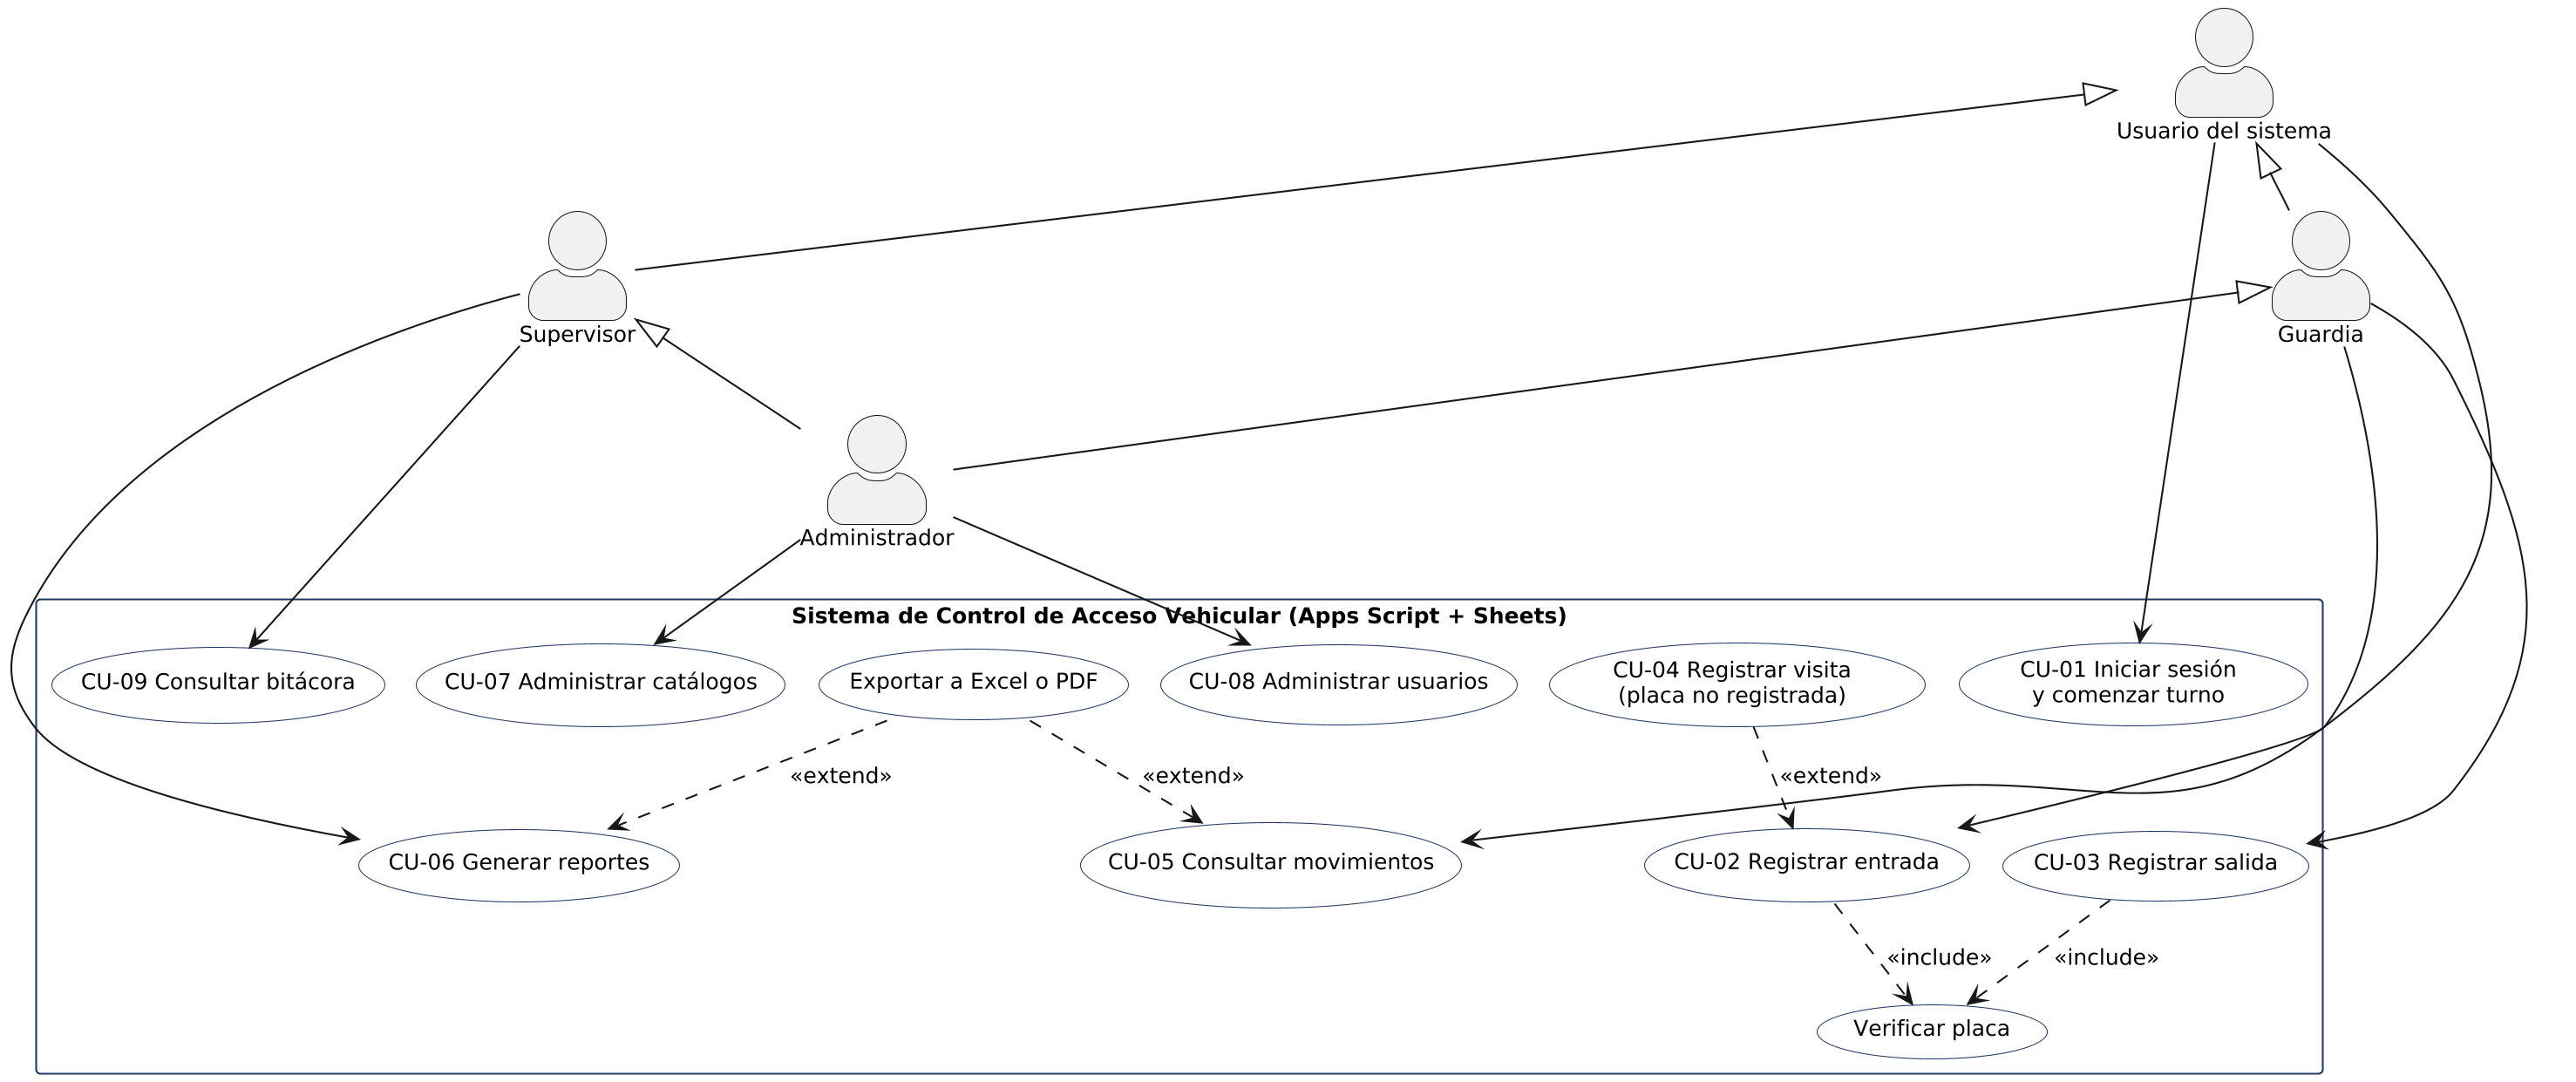 Usuario del sistema
Supervisor
Guardia
Administrador
Sistema de Control de Acceso Vehicular (Apps Script + Sheets)
CU-09 Consultar bitácora
CU-07 Administrar catálogos
Exportar a Excel o PDF
CU-08 Administrar usuarios
CU-04 Registrar visita
(placa no registrada)
CU-01 Iniciar sesión
y comenzar turno
«extend»
«extend»
«extend»
CU-06 Generar reportes
CU-05 Consultar movimientos
CU-02 Registrar entrada
CU-03 Registrar salida
«include»
«include»
Verificar placa